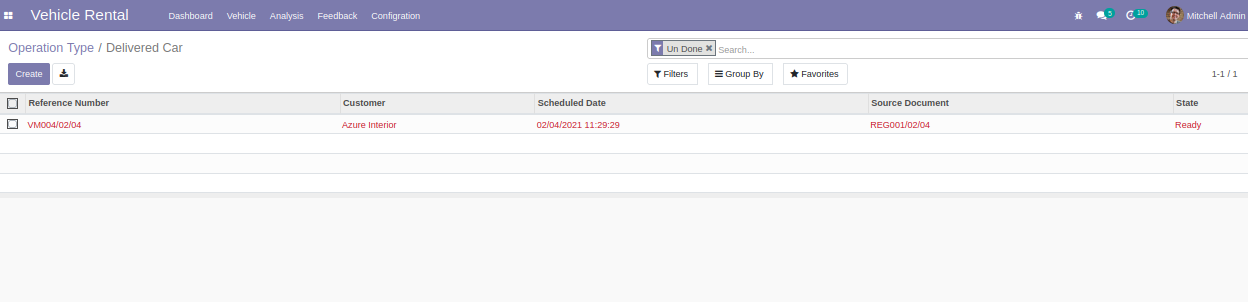 Vehicle Rental Dashboard Vehicle Analysis Feedback Configration 5 10 Mitchell Admin
Operation Type / Delivered Car
Un Done ✖ Search...
Create Filters Group By Favorites 1-1 / 1
Reference Number Customer Scheduled Date Source Document State
VM004/02/04 Azure Interior 02/04/2021 11:29:29 REG001/02/04 Ready